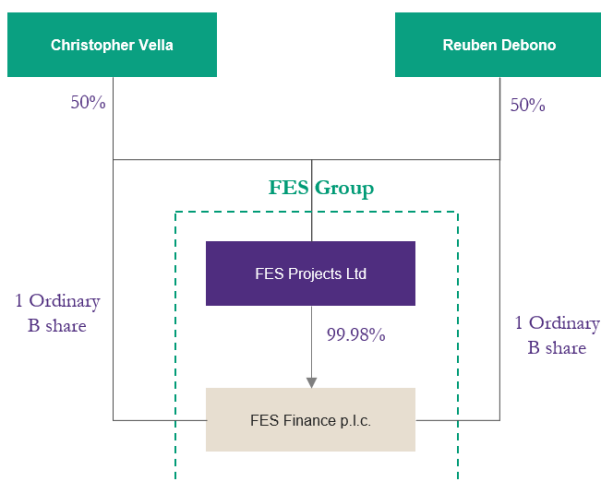 Christopher Vella
Reuben Debono
50%
50%
FES Group
FES Projects Ltd
1 Ordinary
B share
99.98%
1 Ordinary
B share
FES Finance p.l.c.